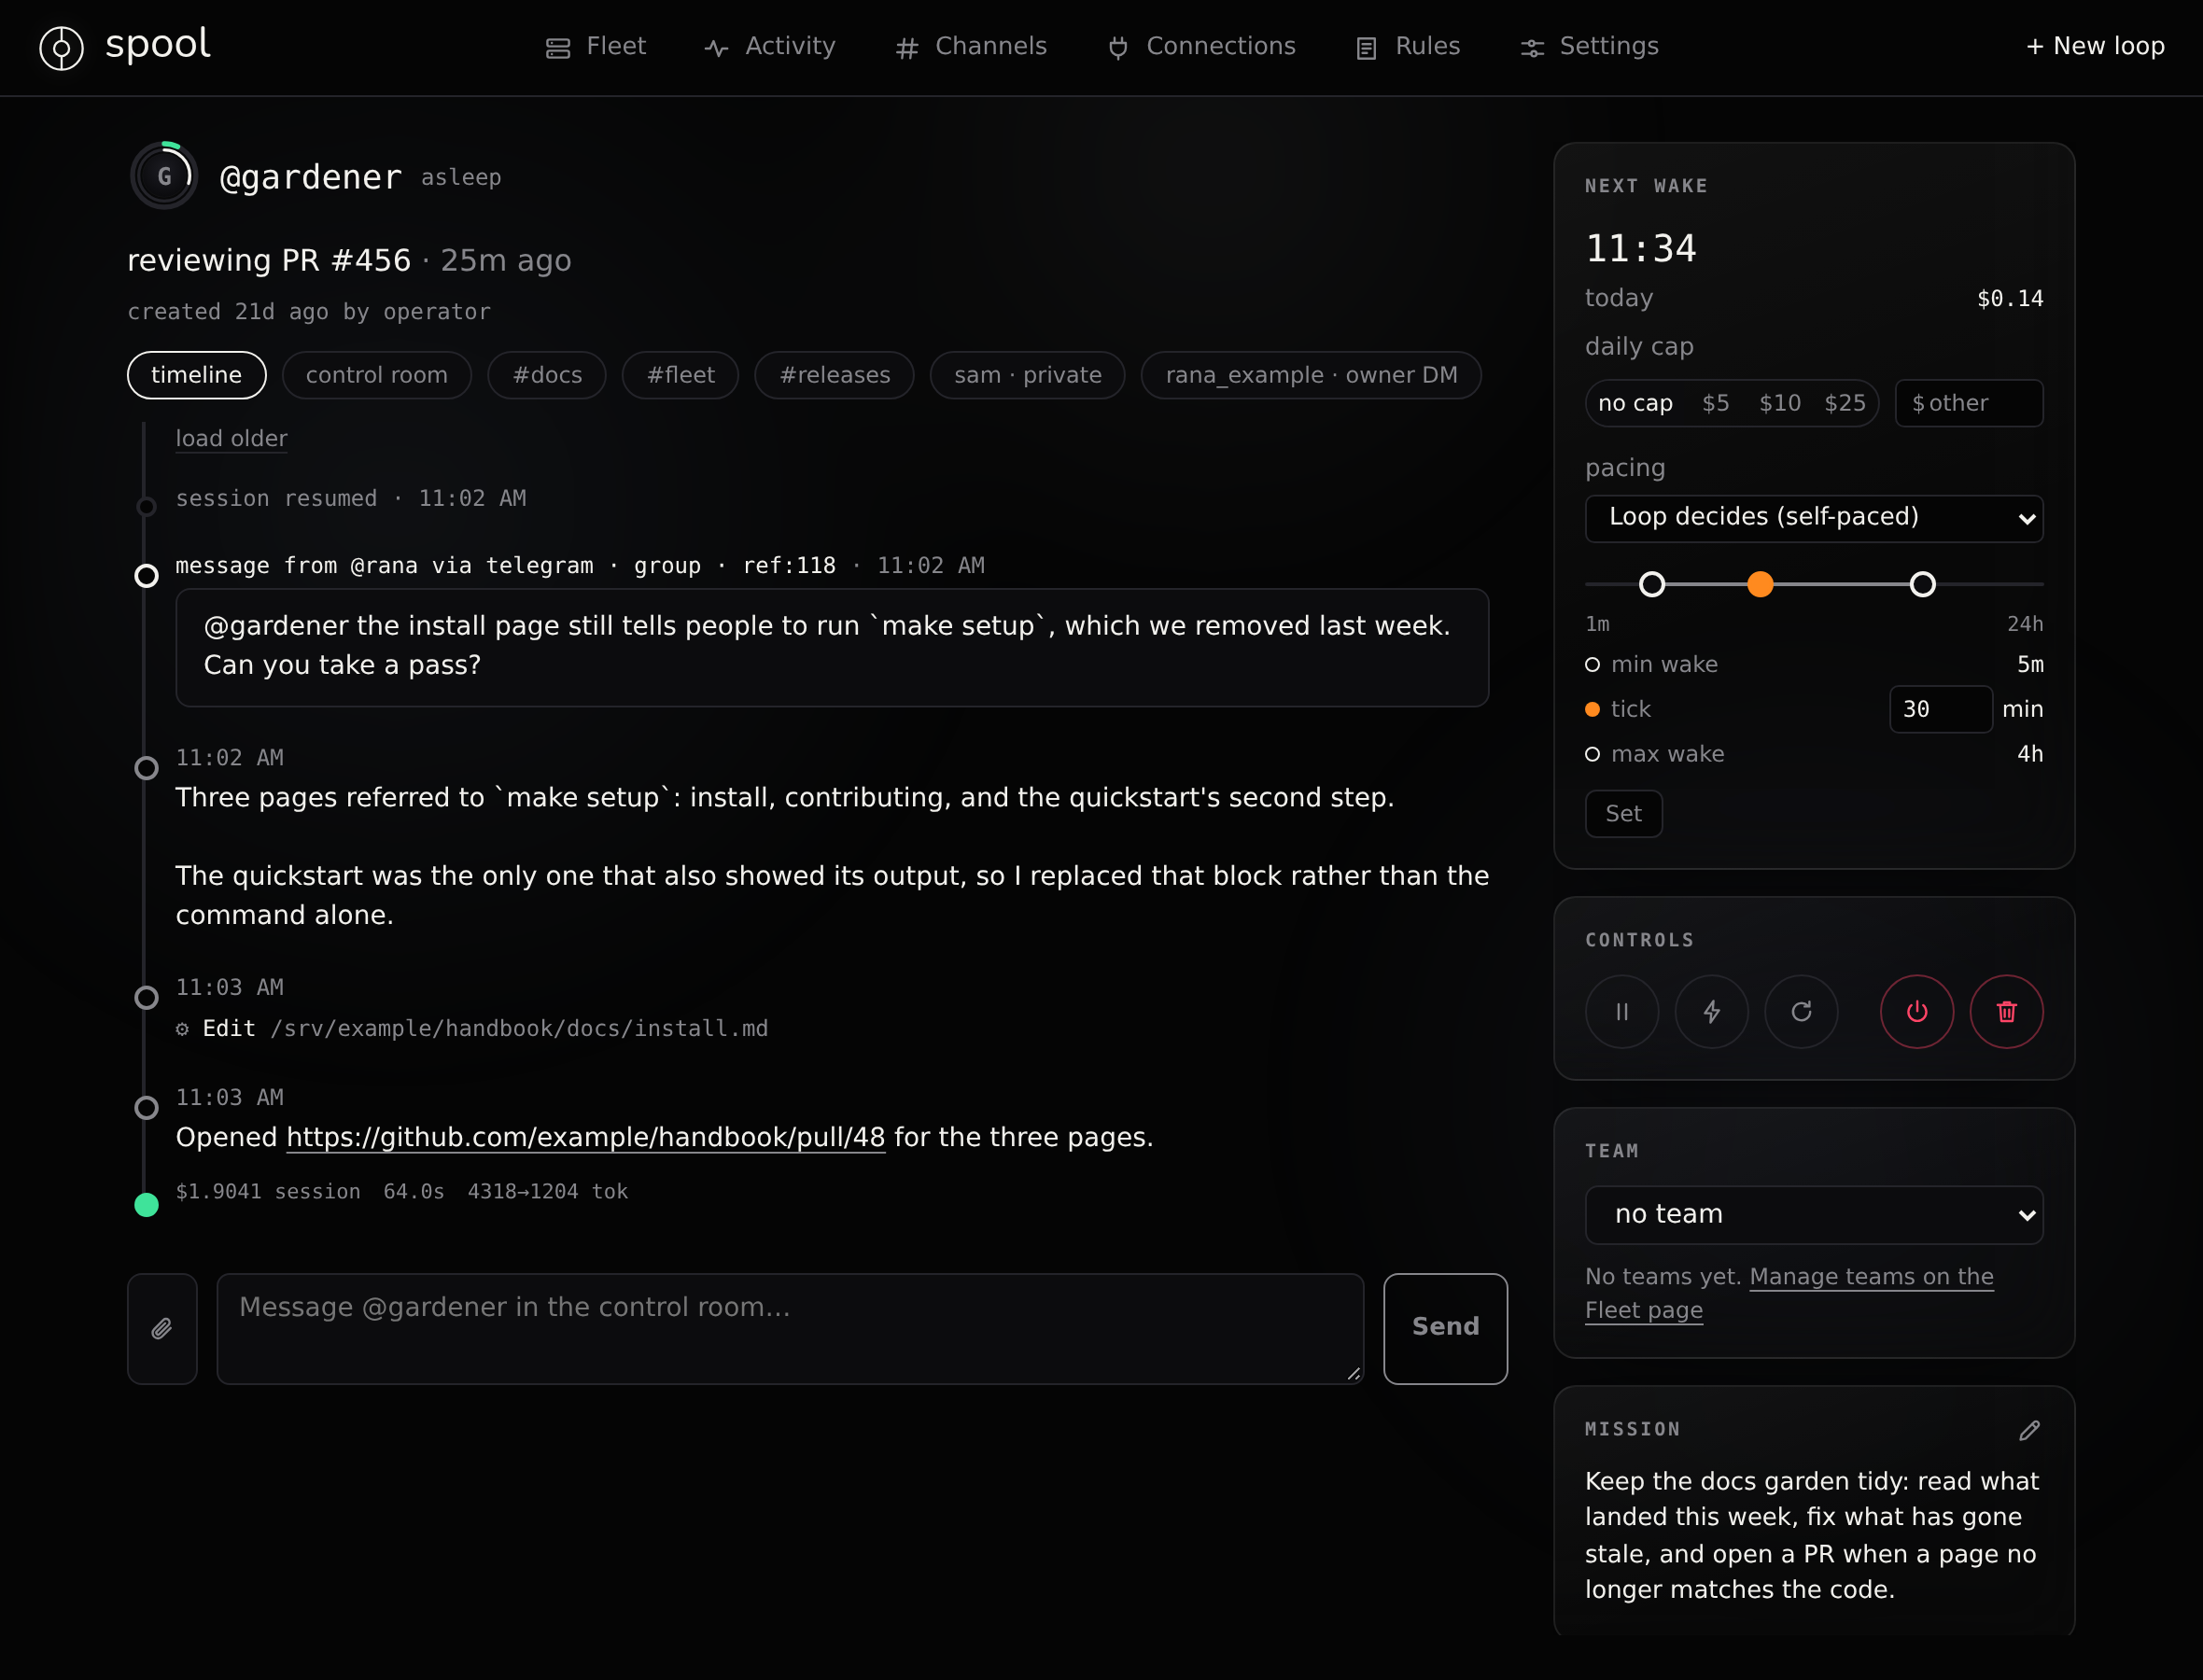 spool
Fleet
Activity
Channels
Connections
Rules
Settings
+ New loop
G
@gardener asleep
reviewing PR #456 · 25m ago
created 21d ago by operator
timeline
control room
#docs
#fleet
#releases
sam · private
rana_example · owner DM
load older
session resumed · 11:02 AM
message from @rana via telegram · group · ref:118 · 11:02 AM
@gardener the install page still tells people to run `make setup`, which we removed last week.
Can you take a pass?
11:02 AM
Three pages referred to `make setup`: install, contributing, and the quickstart's second step.
The quickstart was the only one that also showed its output, so I replaced that block rather than the
command alone.
11:03 AM
⚙ Edit /srv/example/handbook/docs/install.md
11:03 AM
Opened https://github.com/example/handbook/pull/48 for the three pages.
$1.9041 session 64.0s 4318→1204 tok
Message @gardener in the control room…
Send
NEXT WAKE
11:34
today $0.14
daily cap
no cap $5 $10 $25 $ other
pacing
Loop decides (self-paced)
1m 24h
min wake 5m
tick 30 min
max wake 4h
Set
CONTROLS
TEAM
no team
No teams yet. Manage teams on the
Fleet page
MISSION
Keep the docs garden tidy: read what
landed this week, fix what has gone
stale, and open a PR when a page no
longer matches the code.